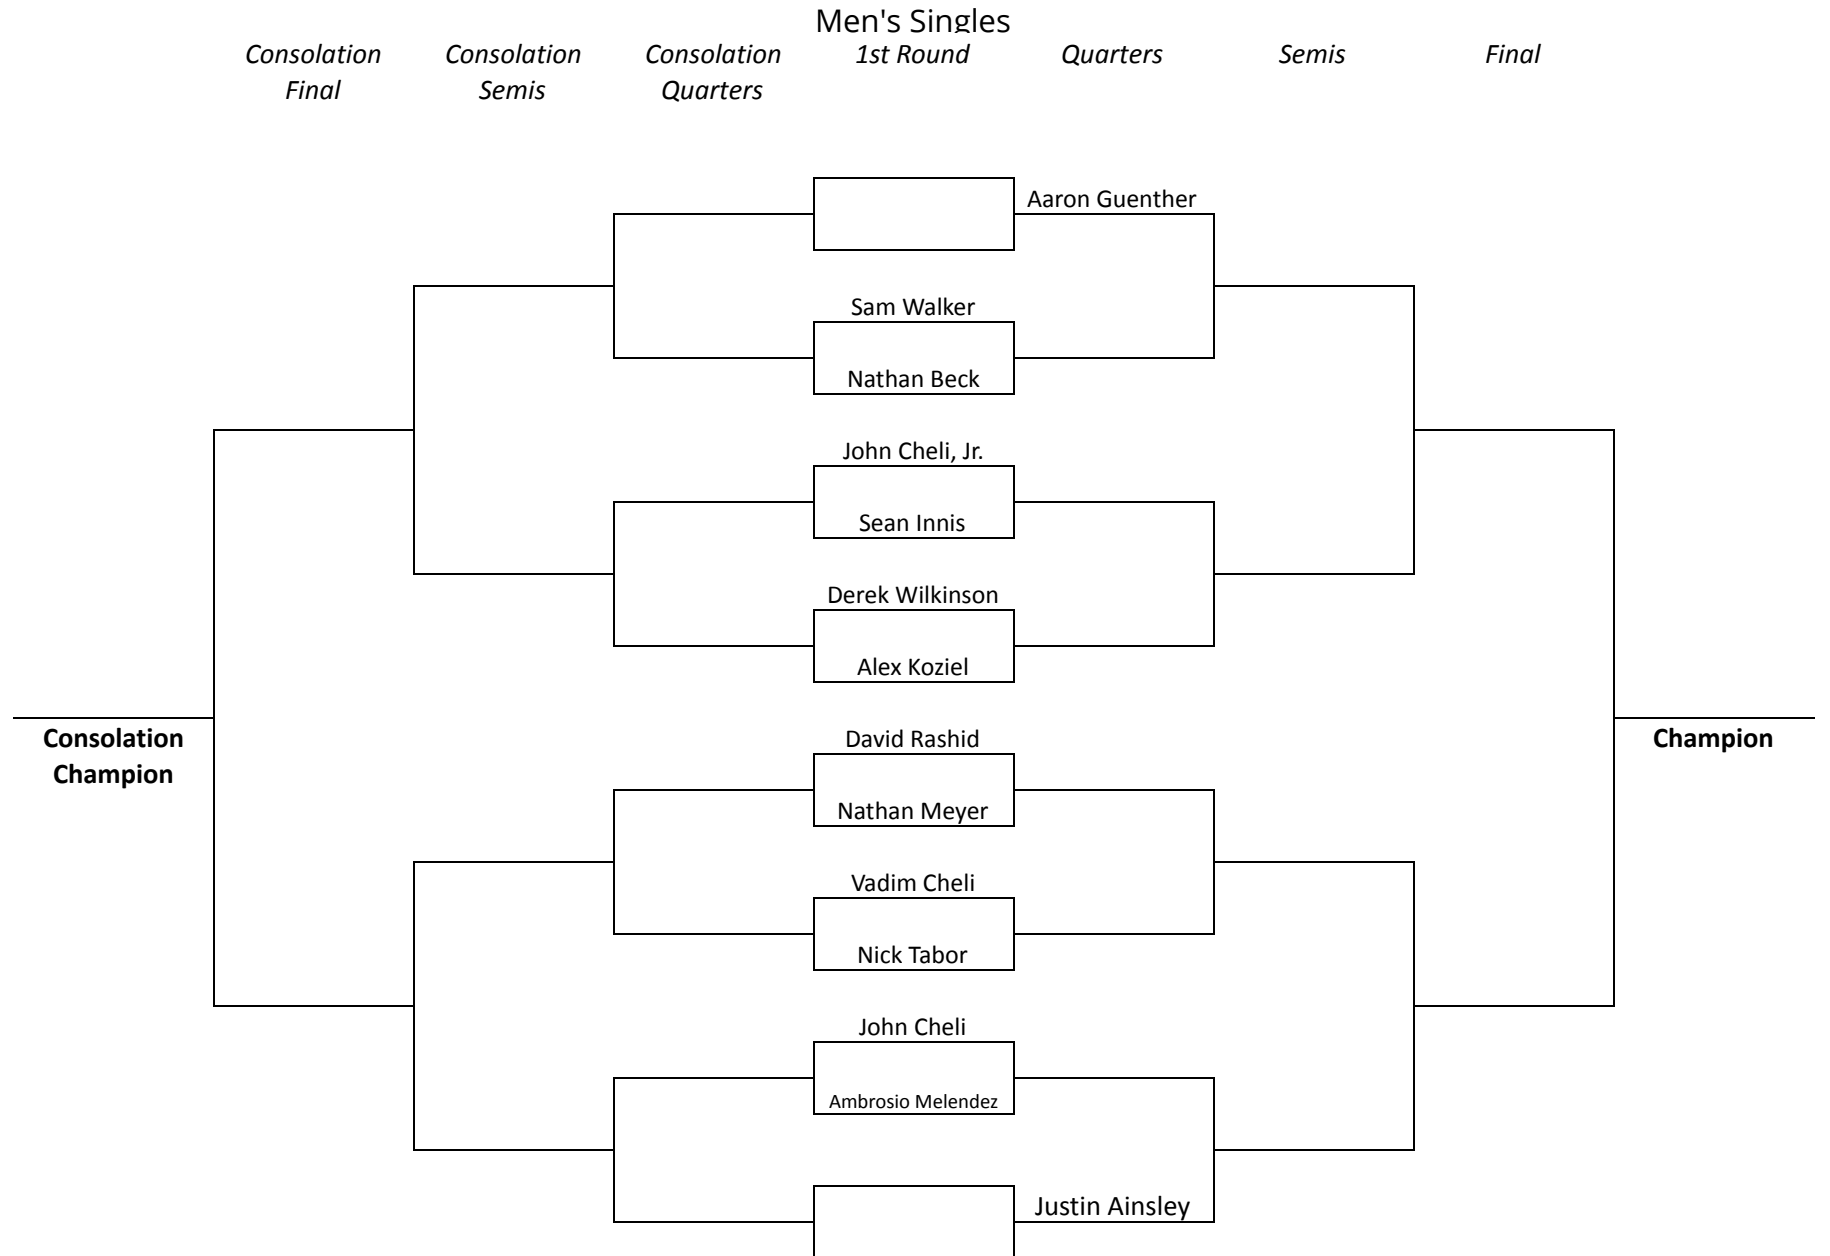 Men's Singles
Consolation Final
Consolation Semis
Consolation Quarters
1st Round
Quarters
Semis
Final
Aaron Guenther
Sam Walker
Nathan Beck
John Cheli, Jr.
Sean Innis
Derek Wilkinson
Alex Koziel
David Rashid
Consolation Champion
Champion
Nathan Meyer
Vadim Cheli
Nick Tabor
John Cheli
Ambrosio Melendez
Justin Ainsley